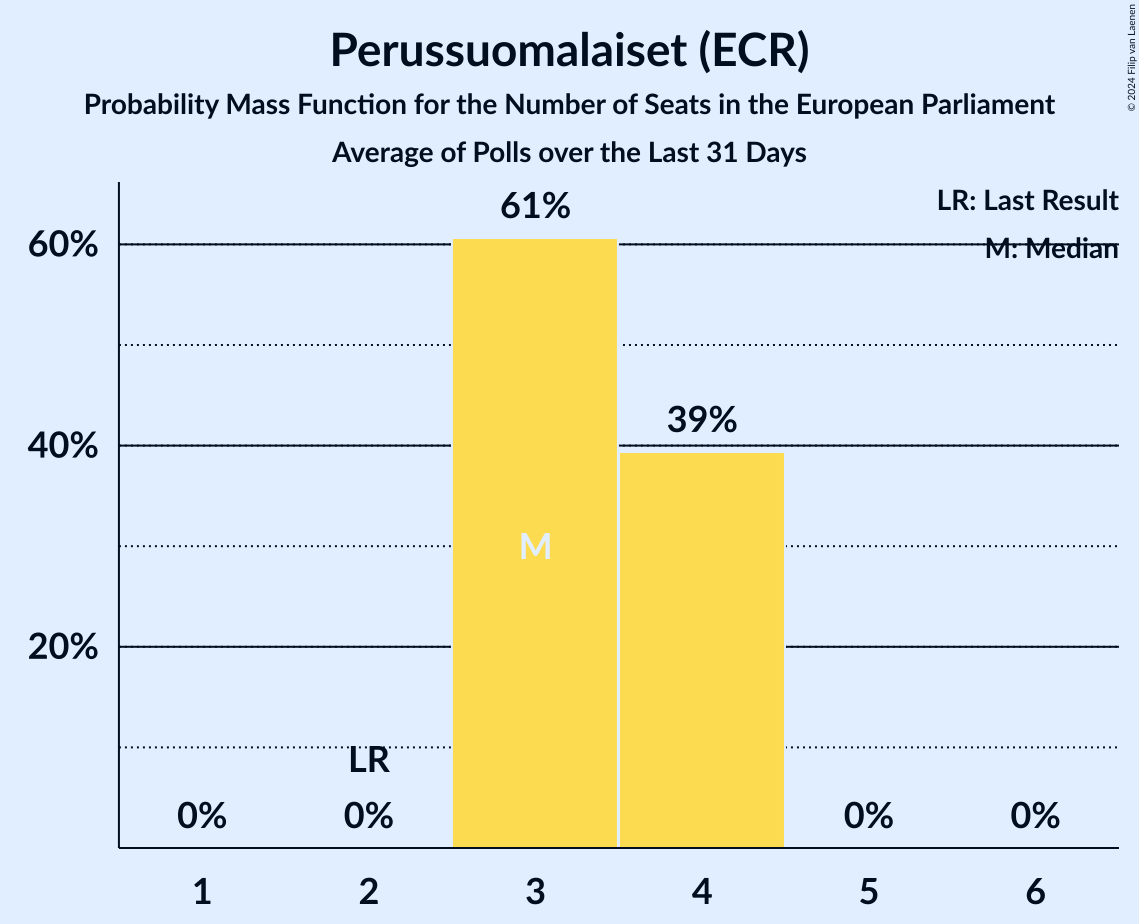 Perussuomalaiset (ECR)
Probability Mass Function for the Number of Seats in the European Parliament
Average of Polls over the Last 31 Days
© 2024 Filip van Laenen
LR: Last Result
M: Median
61%
60%
39%
40%
M
20%
LR
0%
0%
0%
0%
1
2
3
4
5
6